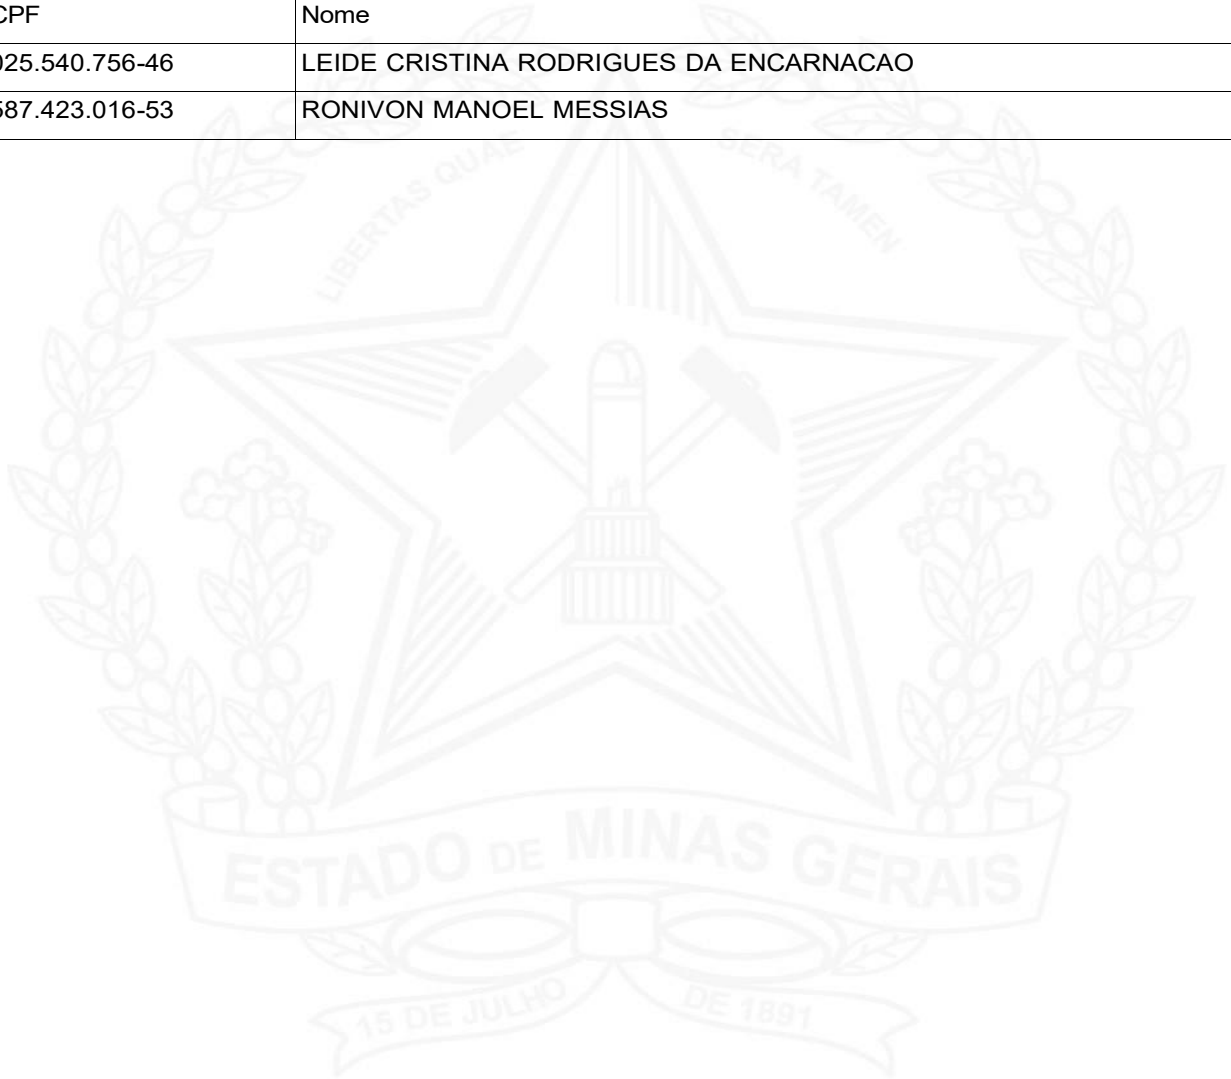 CPF Nome
025.540.756-46 LEIDE CRISTINA RODRIGUES DA ENCARNACAO
587.423.016-53 RONIVON MANOEL MESSIAS
LIBERTAS QUAE SERA TAMEN
ESTADO DE MINAS GERAIS
15 DE JULHO DE 1891